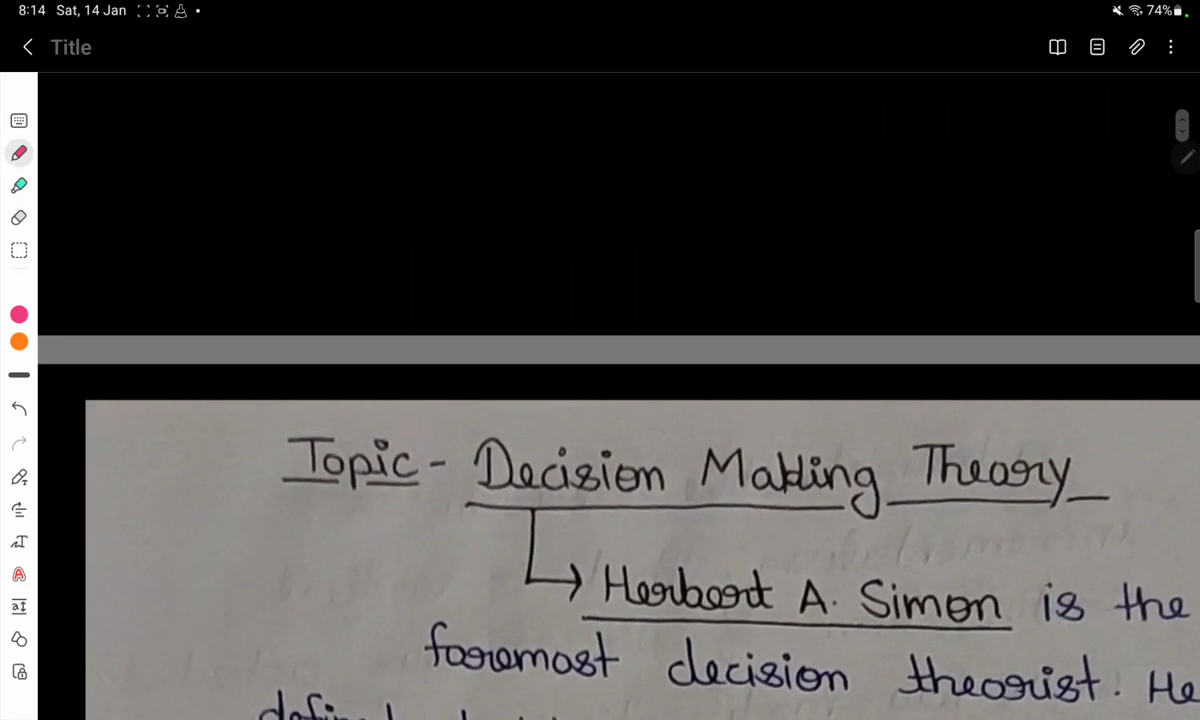 8:14 Sat, 14 Jan 74%
Title
Topic - Decision Making Theory
Herbert A. Simon is the
foremost decision theorist. He